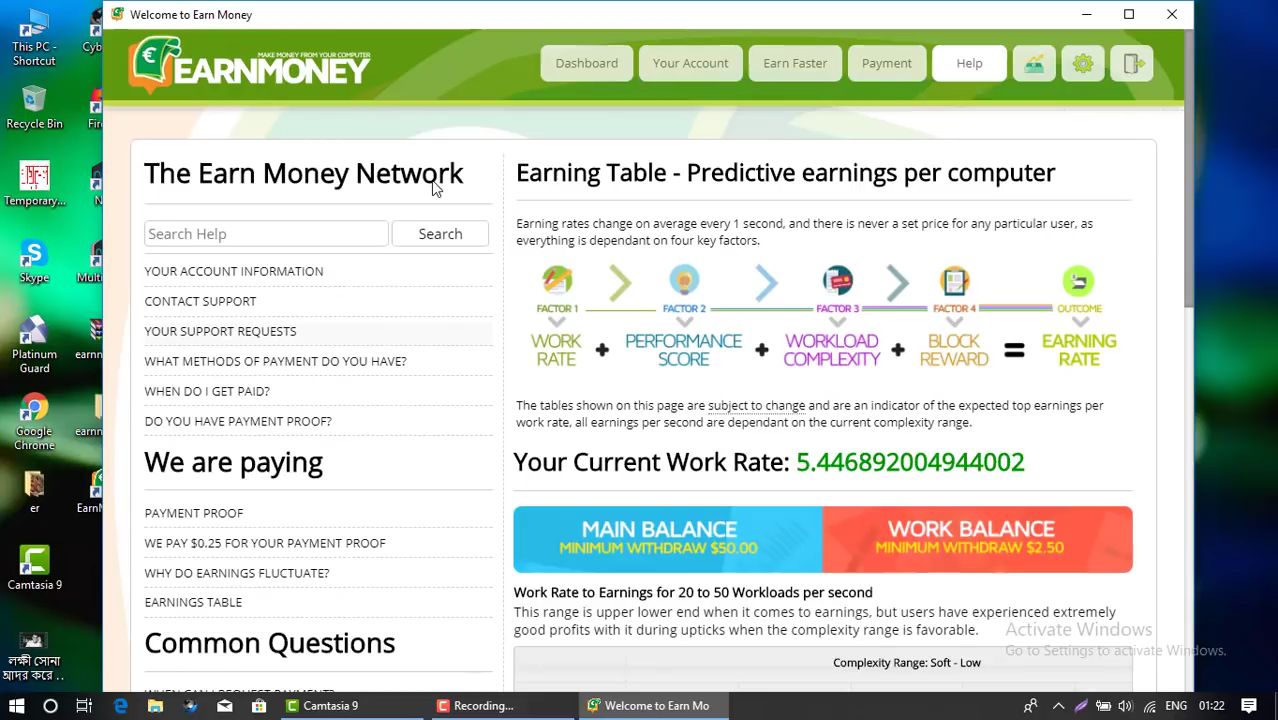 This PC -
Shortcut
Recycle Bin
Temporary...
Skype
Platinum
Guard
Google
Chrome
er
Camtasia 9
লক্ষী সোনা
আদর করে ...
Welcome to Earn Money
MAKE MONEY FROM YOUR COMPUTER
EARNMONEY
Dashboard
Your Account
Earn Faster
Payment
Help
The Earn Money Network
Search Help
Search
YOUR ACCOUNT INFORMATION
CONTACT SUPPORT
YOUR SUPPORT REQUESTS
WHAT METHODS OF PAYMENT DO YOU HAVE?
WHEN DO I GET PAID?
DO YOU HAVE PAYMENT PROOF?
We are paying
PAYMENT PROOF
WE PAY $0.25 FOR YOUR PAYMENT PROOF
WHY DO EARNINGS FLUCTUATE?
EARNINGS TABLE
Common Questions
Earning Table - Predictive earnings per computer
Earning rates change on average every 1 second, and there is never a set price for any particular user, as
everything is dependant on four key factors.
FACTOR 1 FACTOR 2 FACTOR 3 FACTOR 4 OUTCOME
WORK RATE + PERFORMANCE SCORE + WORKLOAD COMPLEXITY + BLOCK REWARD = EARNING RATE
The tables shown on this page are subject to change and are an indicator of the expected top earnings per
work rate, all earnings per second are dependant on the current complexity range.
Your Current Work Rate: 5.446892004944002
MAIN BALANCE
MINIMUM WITHDRAW $50.00
WORK BALANCE
MINIMUM WITHDRAW $2.50
Work Rate to Earnings for 20 to 50 Workloads per second
This range is upper lower end when it comes to earnings, but users have experienced extremely
good profits with it during upticks when the complexity range is favorable.
Complexity Range: Soft - Low
Activate Windows
Go to Settings to activate Windows.
Camtasia 9
Recording...
Welcome to Earn Mo
ENG
01:22